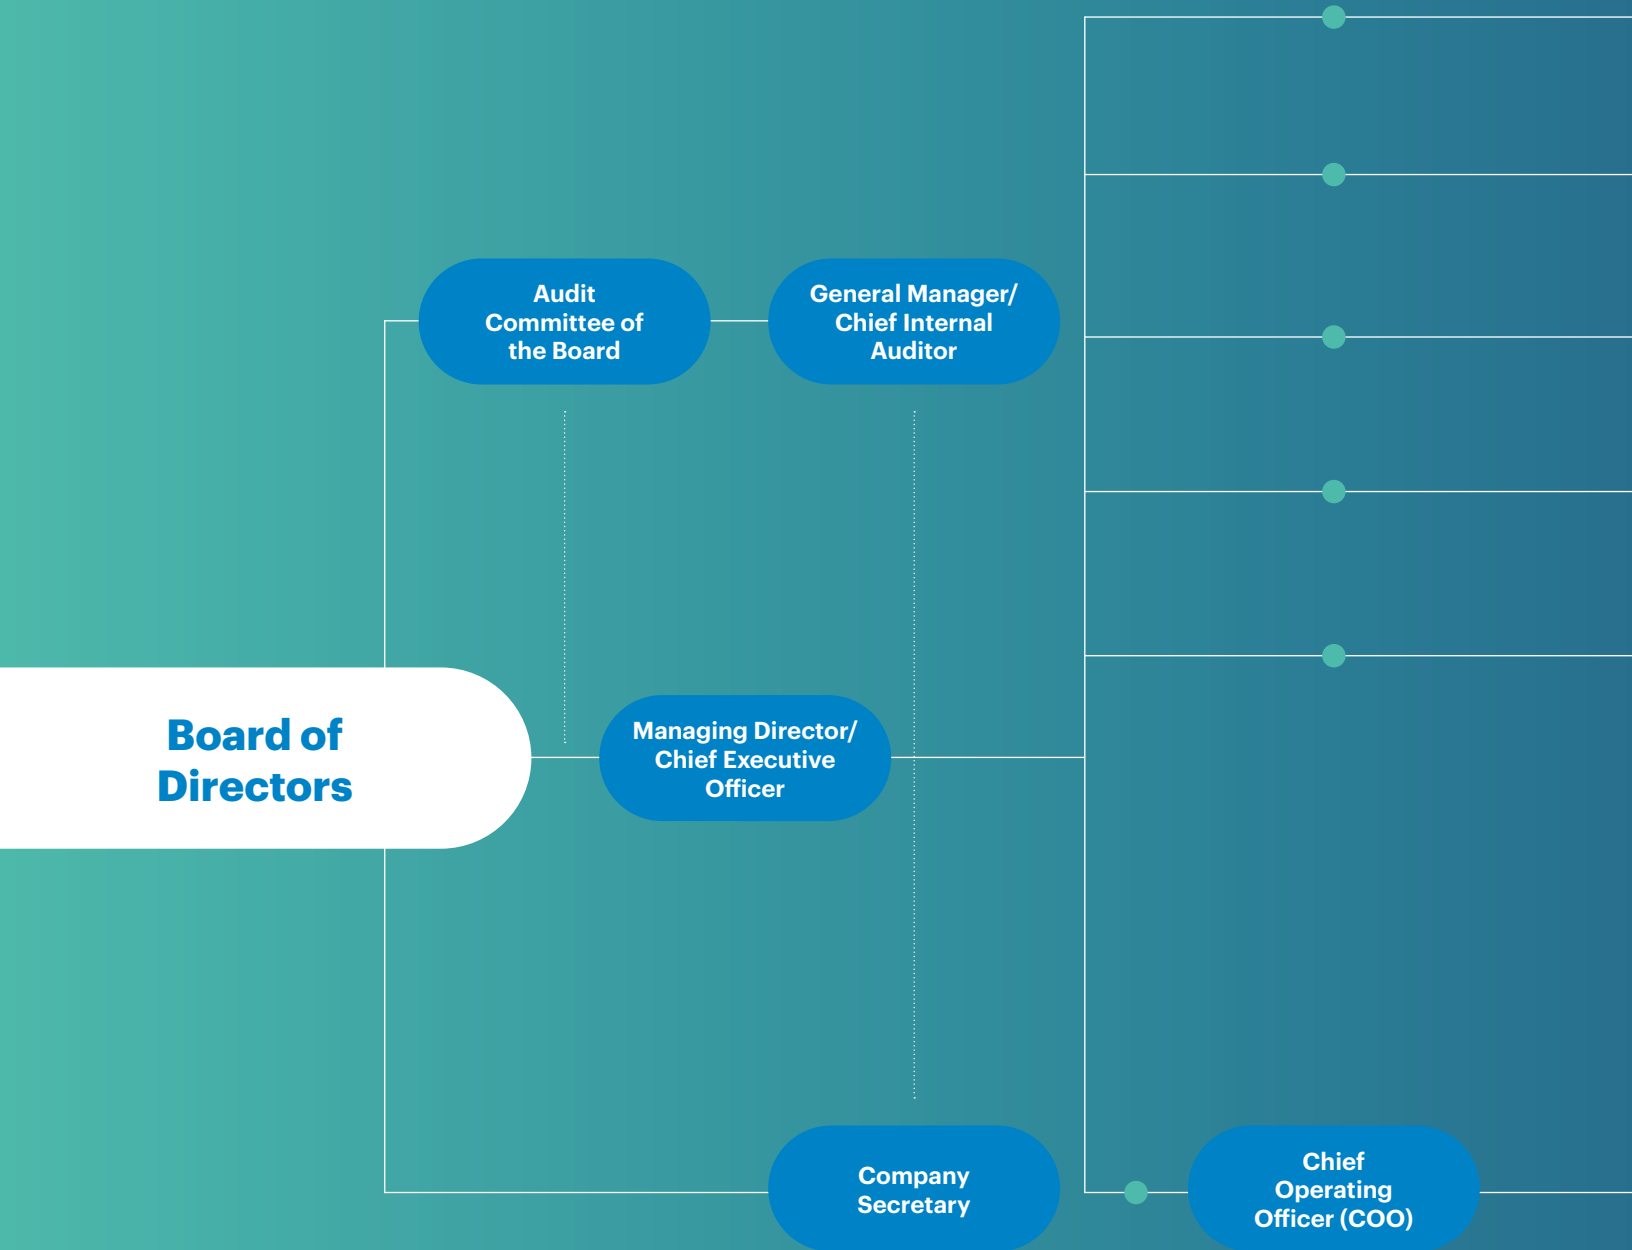 Audit
Committee of
the Board
General Manager/
Chief Internal
Auditor
Board of
Directors
Managing Director/
Chief Executive
Officer
Company
Secretary
Chief
Operating
Officer (COO)